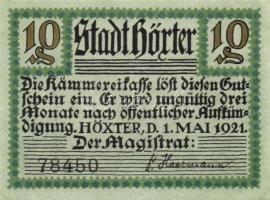 10 Stadt Höxter 10
Die Kämmereikasse löst diesen Gut-
schein ein. Er wird ungültig drei
Monate nach öffentlicher Aufkün-
digung. HÖXTER, D. 1. MAI 1921.
Der Magistrat:
78450